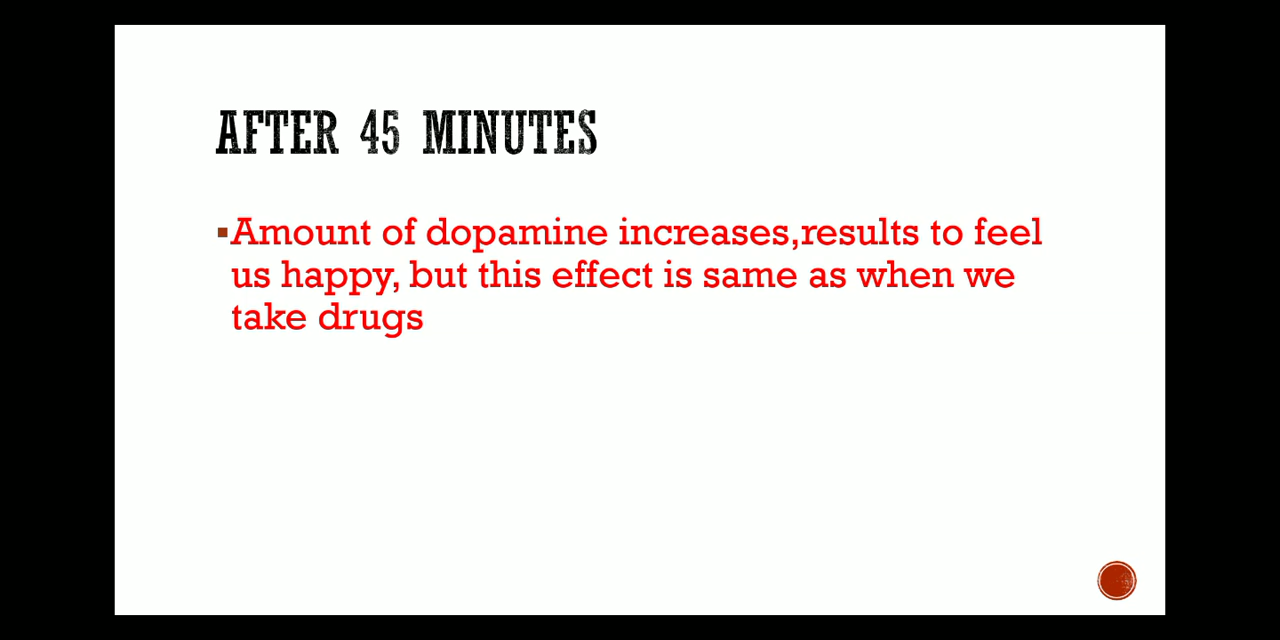 AFTER 45 MINUTES
▪Amount of dopamine increases,results to feel
us happy, but this effect is same as when we
take drugs